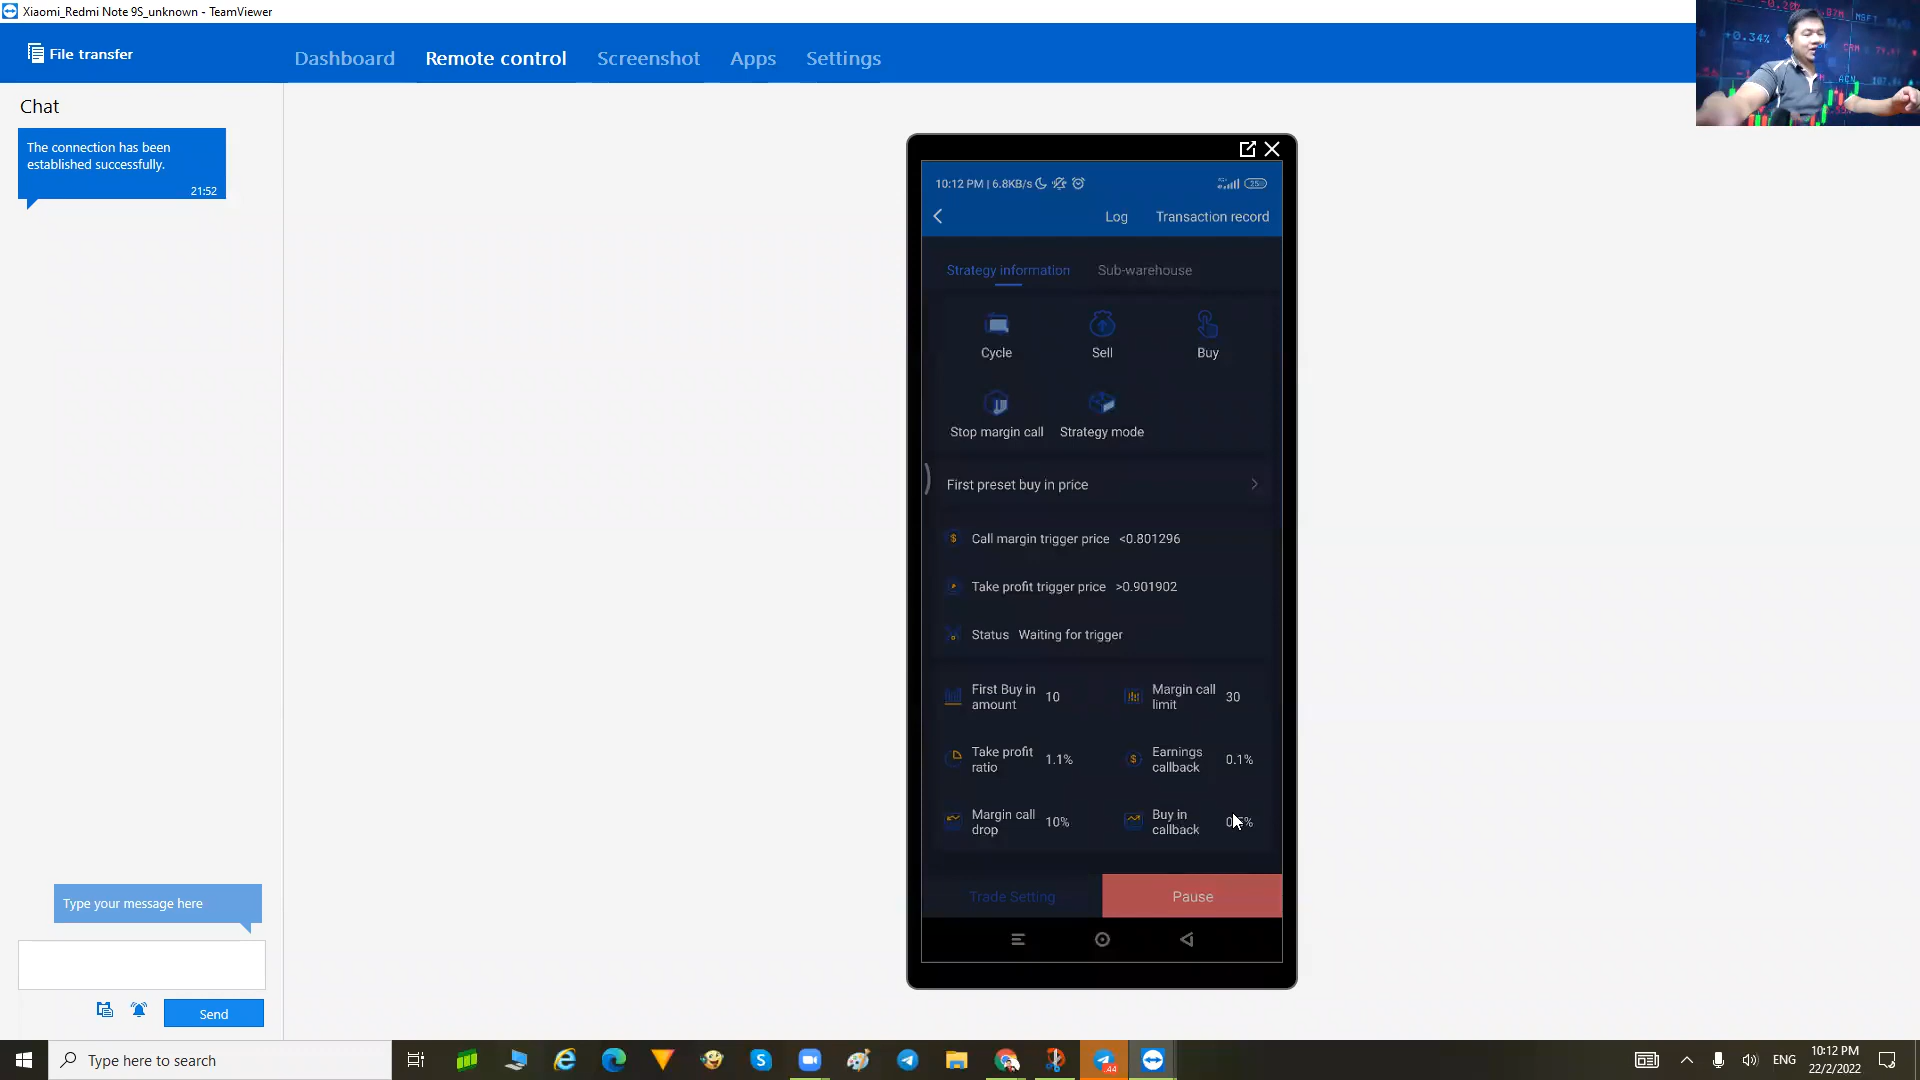 Xiaomi_Redmi Note 9S_unknown - TeamViewer
File transfer
Dashboard
Remote control
Screenshot
Apps
Settings
Chat
The connection has been
established successfully.
21:52
10:12 PM | 6.8KB/s
Log
Transaction record
Strategy information
Sub-warehouse
Cycle
Sell
Buy
Stop margin call
Strategy mode
First preset buy in price
Call margin trigger price <0.801296
Take profit trigger price >0.901902
Status Waiting for trigger
First Buy in
amount
10
Margin call
limit
30
Take profit
ratio
1.1%
Earnings
callback
0.1%
Margin call
drop
10%
Buy in
callback
Trade Setting
Pause
Type your message here
Send
Type here to search
ENG
10:12 PM
22/2/2022
+0.34%